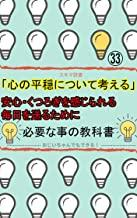 ㉝
スキマ読書
「心の平穏について考える」
安心・くつろぎを感じられる
毎日を送るために
必要な事の教科書
おじいちゃんでもできる！